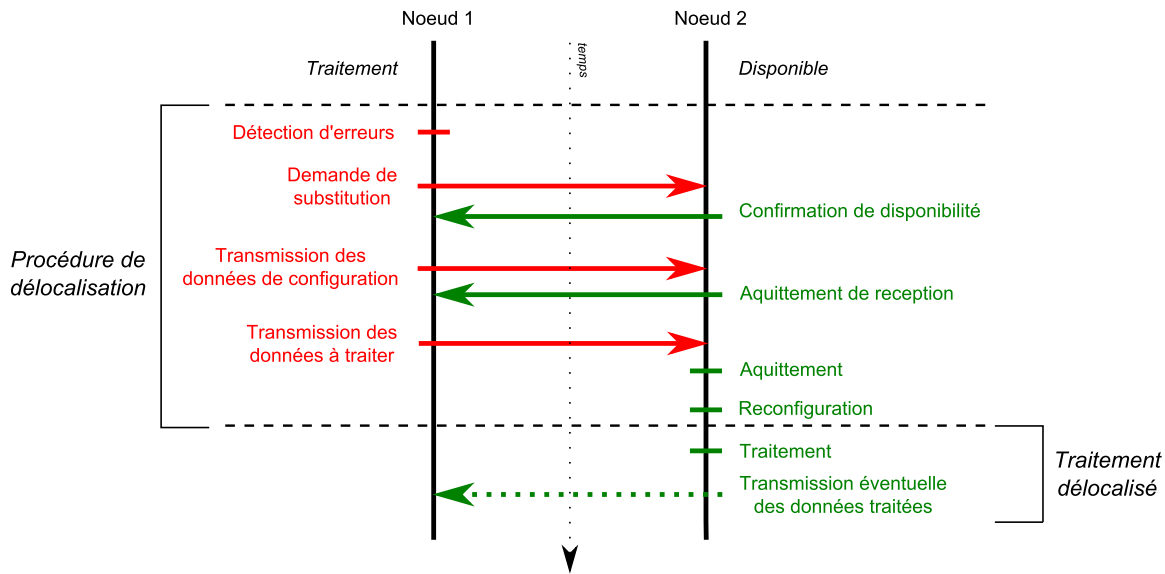 Noeud 1
Noeud 2
temps
Traitement
Disponible
Détection d'erreurs
Demande de
substitution
Confirmation de disponibilité
Procédure de
délocalisation
Transmission des
données de configuration
Aquittement de reception
Transmission des
données à traiter
Aquittement
Reconfiguration
Traitement
Transmission éventuelle
des données traitées
Traitement
délocalisé